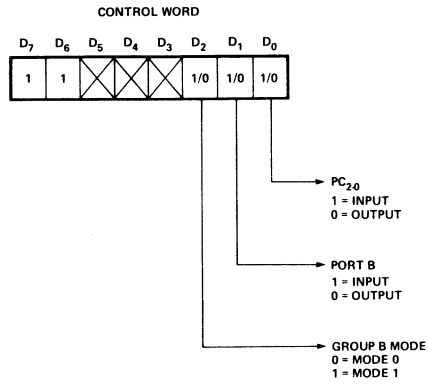 CONTROL WORD
D7 D6 D5 D4 D3 D2 D1 D0
1 1 1/0 1/0 1/0
PC2-0
1 = INPUT
0 = OUTPUT
PORT B
1 = INPUT
0 = OUTPUT
GROUP B MODE
0 = MODE 0
1 = MODE 1